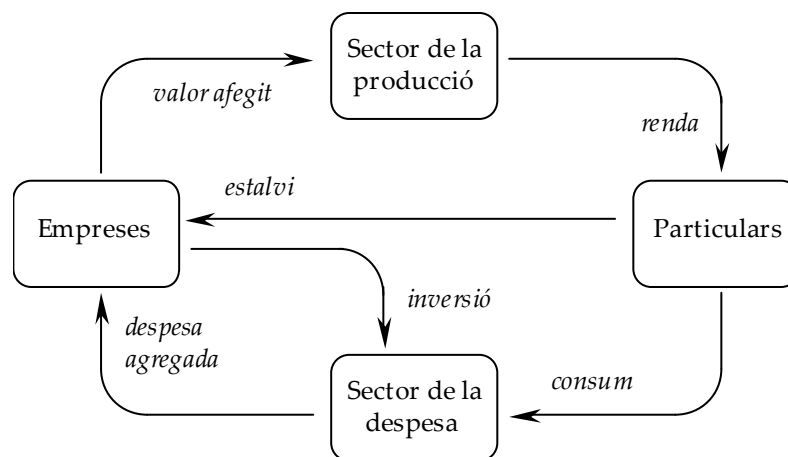 Sector de la
producció
valor afegit
renda
estalvi
Empreses
Particulars
inversió
despesa
agregada
Sector de la
despesa
consum